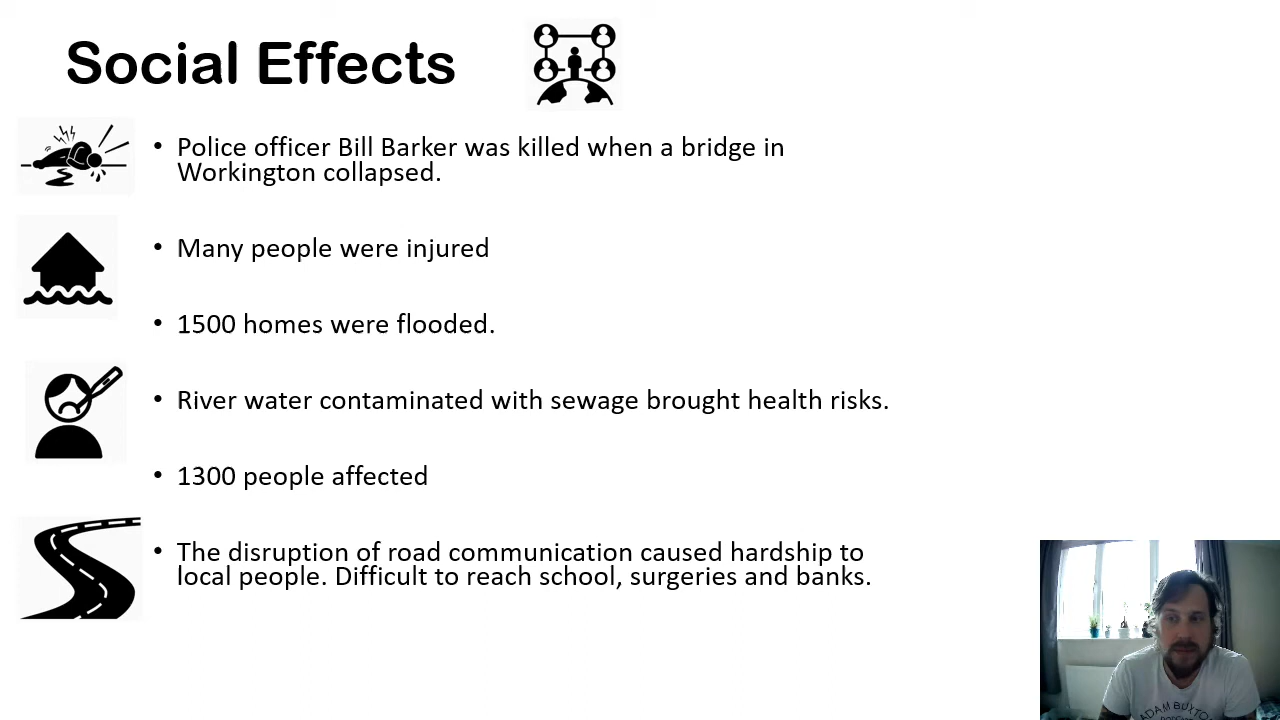 Social Effects
• Police officer Bill Barker was killed when a bridge in
Workington collapsed.
• Many people were injured
• 1500 homes were flooded.
• River water contaminated with sewage brought health risks.
• 1300 people affected
• The disruption of road communication caused hardship to
local people. Difficult to reach school, surgeries and banks.
ADAM BUXTON